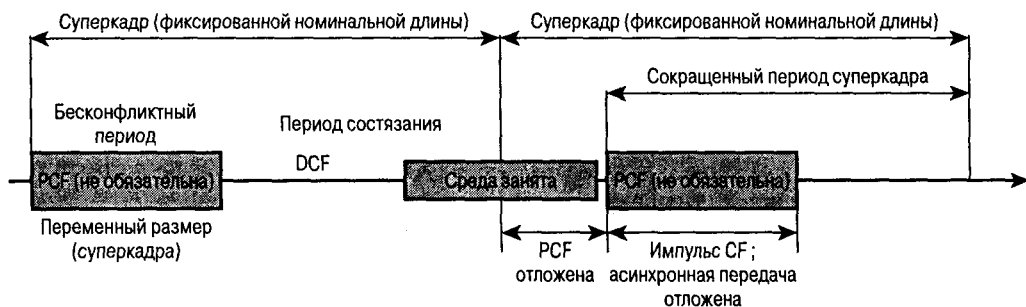 Суперкадр (фиксированной номинальной длины)
Суперкадр (фиксированной номинальной длины)
Сокращенный период суперкадра
Бесконфликтный
период
Период состязания
DCF
PCF (не обязательна)
Среда занята
PCF (не обязательна)
Переменный размер
(суперкадра)
PCF
отложена
Импульс CF ;
асинхронная передача
отложена